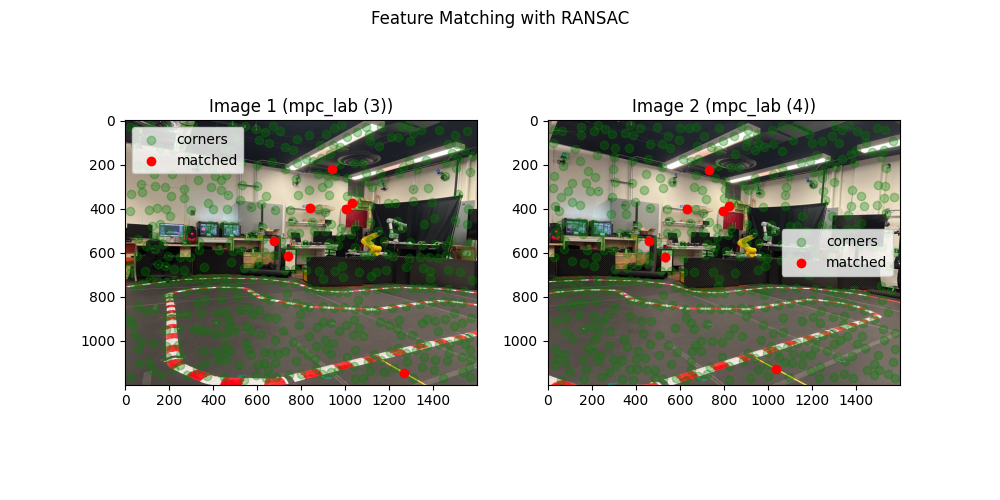 Feature Matching with RANSAC
Image 1 (mpc_lab (3))
Image 2 (mpc_lab (4))
0
200
400
600
800
1000
corners
matched
0 200 400 600 800 1000 1200 1400
0
200
400
600
800
1000
corners
matched
0 200 400 600 800 1000 1200 1400